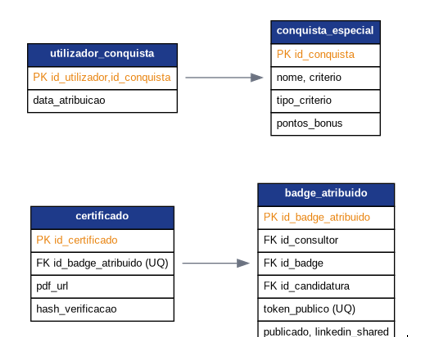 utilizador_conquista
PK id_utilizador,id_conquista
data_atribuicao
conquista_especial
PK id_conquista
nome, criterio
tipo_criterio
pontos_bonus
certificado
PK id_certificado
FK id_badge_atribuido (UQ)
pdf_url
hash_verificacao
badge_atribuido
PK id_badge_atribuido
FK id_consultor
FK id_badge
FK id_candidatura
token_publico (UQ)
publicado, linkedin_shared